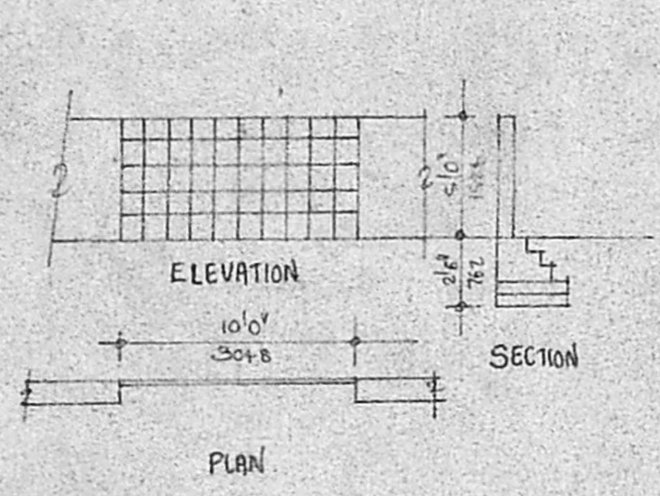 5'0"
1524
ELEVATION
2'6"
762
10'0"
3048
SECTION
PLAN